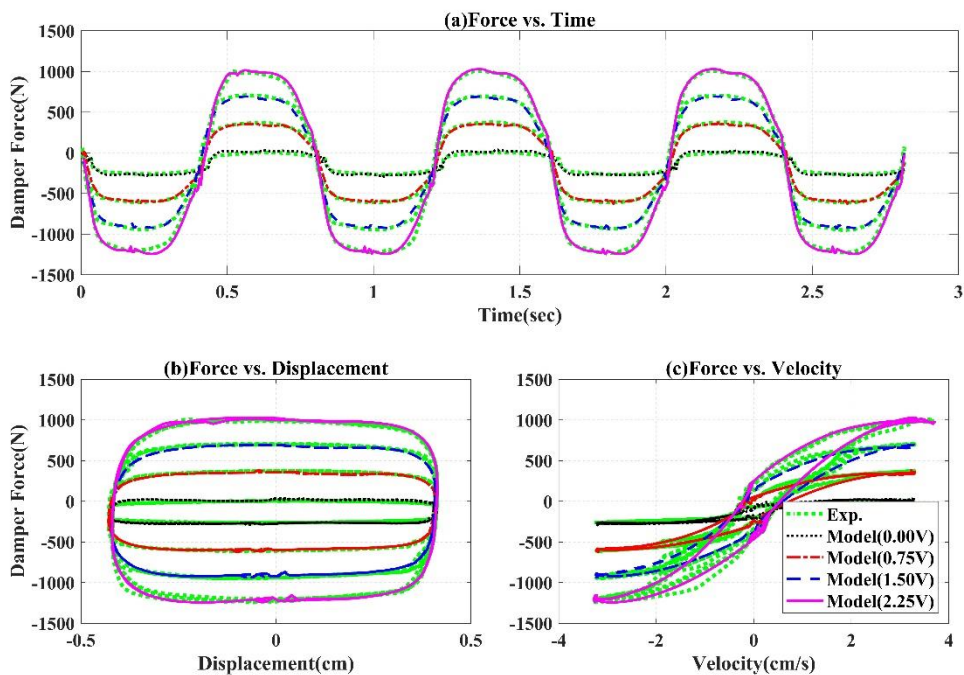 (a)Force vs. Time
1500
1000
500
0
-500
-1000
-1500
Damper Force(N)
0 0.5 1 1.5 2 2.5 3
Time(sec)
(b)Force vs. Displacement
1500
1000
500
0
-500
-1000
-1500
Damper Force(N)
-0.5 0 0.5
Displacement(cm)
(c)Force vs. Velocity
1500
1000
500
0
-500
-1000
-1500
-4 -2 0 2 4
Velocity(cm/s)
Exp.
Model(0.00V)
Model(0.75V)
Model(1.50V)
Model(2.25V)